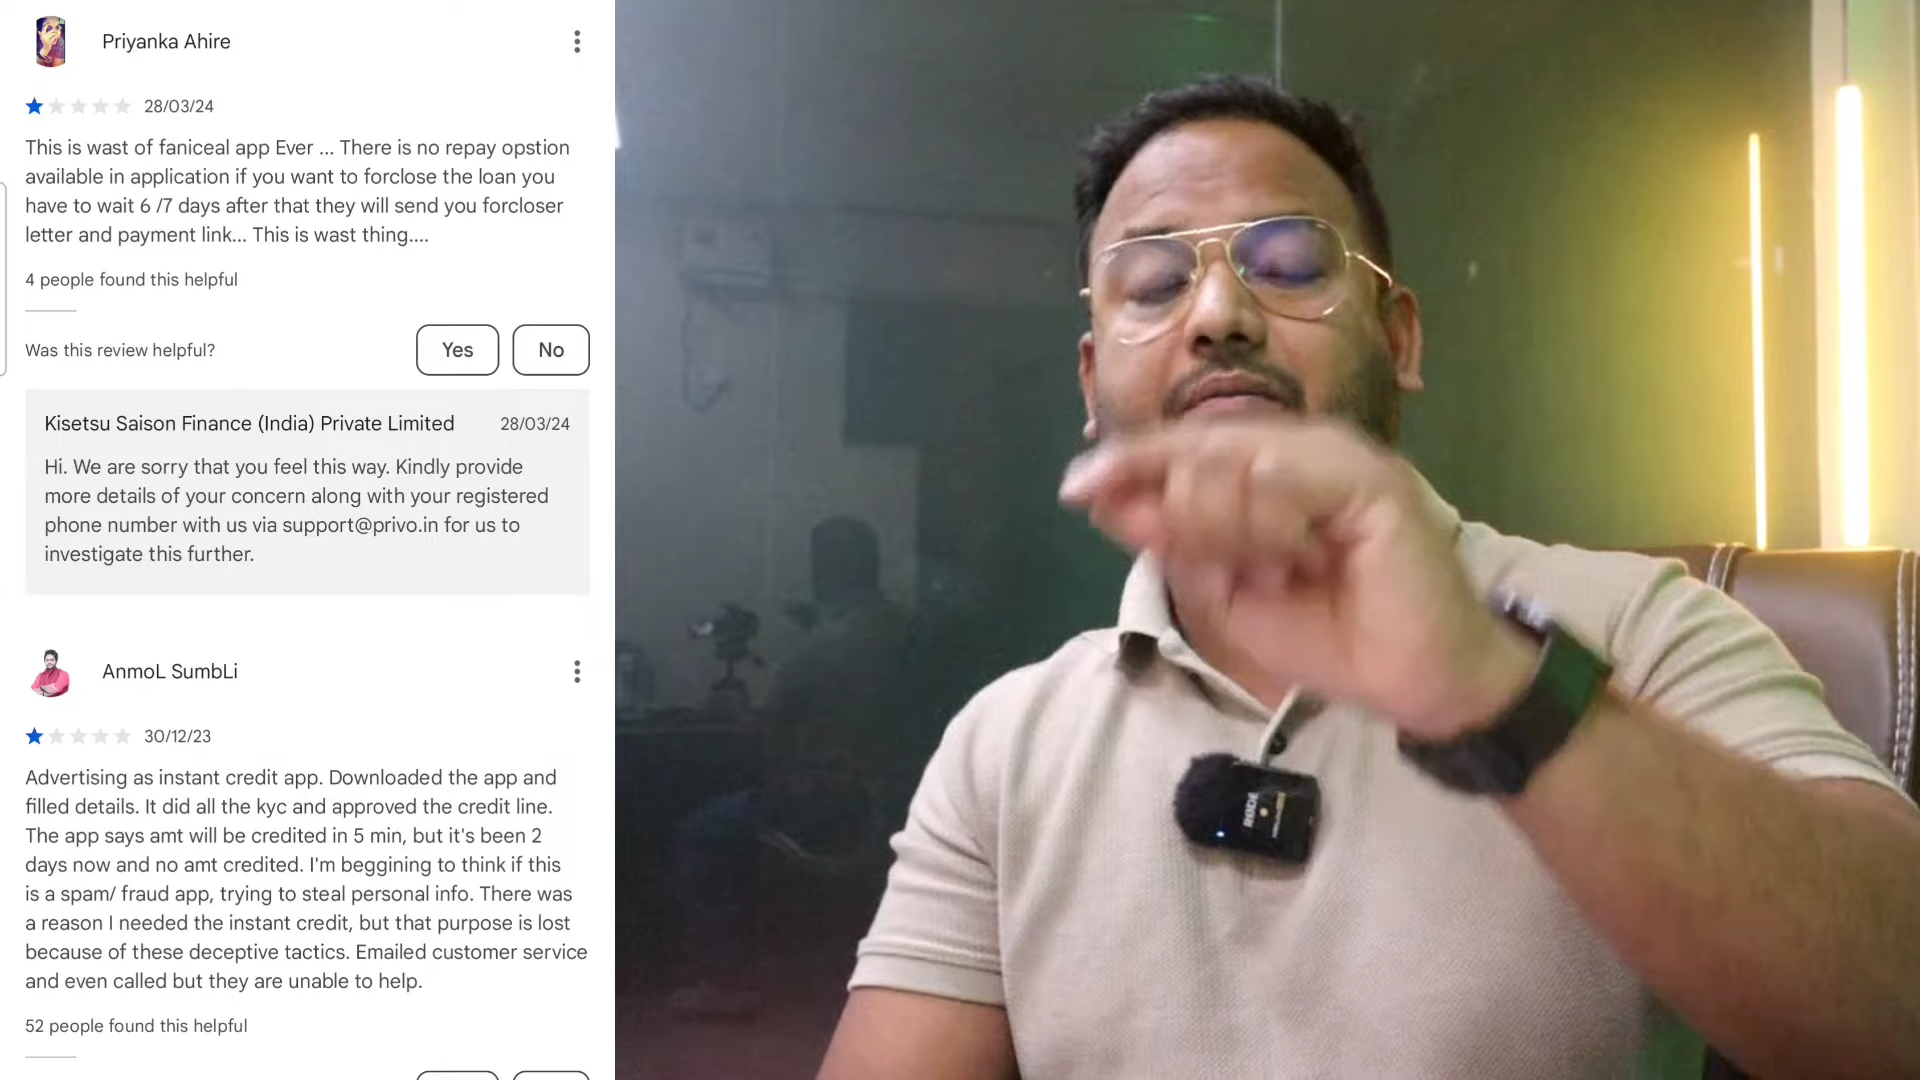 Priyanka Ahire
28/03/24
This is wast of faniceal app Ever ... There is no repay opstion
available in application if you want to forclose the loan you
have to wait 6 /7 days after that they will send you forcloser
letter and payment link... This is wast thing....
4 people found this helpful
Was this review helpful?
Yes
No
Kisetsu Saison Finance (India) Private Limited
28/03/24
Hi. We are sorry that you feel this way. Kindly provide
more details of your concern along with your registered
phone number with us via support@privo.in for us to
investigate this further.
AnmoL SumbLi
30/12/23
Advertising as instant credit app. Downloaded the app and
filled details. It did all the kyc and approved the credit line.
The app says amt will be credited in 5 min, but it's been 2
days now and no amt credited. I'm beggining to think if this
is a spam/ fraud app, trying to steal personal info. There was
a reason I needed the instant credit, but that purpose is lost
because of these deceptive tactics. Emailed customer service
and even called but they are unable to help.
52 people found this helpful
RØDE